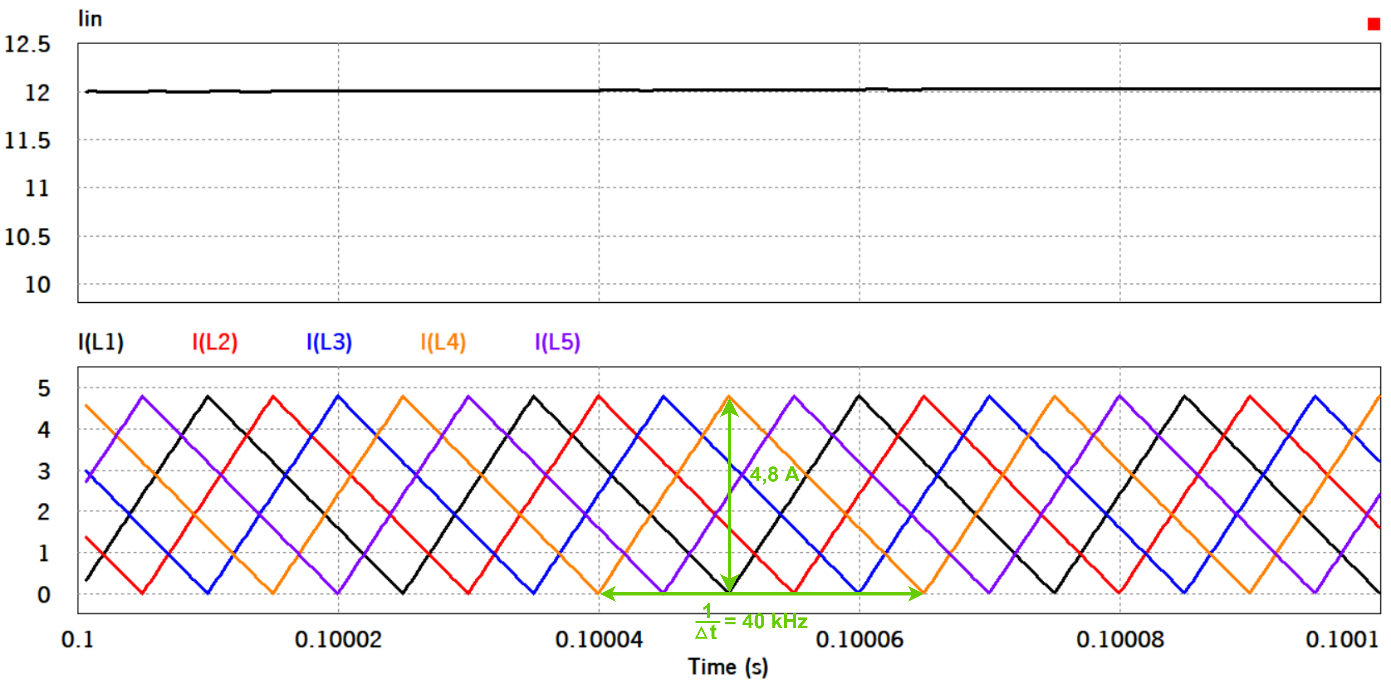 Iin
12.5
12
11.5
11
10.5
10
I(L1) I(L2) I(L3) I(L4) I(L5)
5
4
3
2
1
0
4,8 A
1/Δt = 40 kHz
0.1 0.10002 0.10004 0.10006 0.10008 0.1001
Time (s)